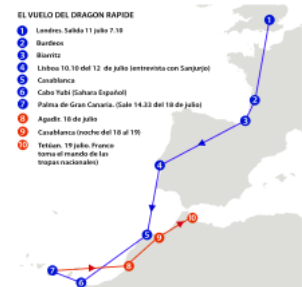 EL VUELO DEL DRAGON RAPIDE
1 Londres. Salida 11 julio 7.10
2 Burdeos
3 Biarritz
4 Lisboa 10.10 del 12 de julio (entrevista con Sanjurjo)
5 Casablanca
6 Cabo Yubi (Sahara Español)
7 Palma de Gran Canaria. (Sale 14.33 del 18 de julio)
8 Agadir. 18 de julio
9 Casablanca (noche del 18 al 19)
10 Tetúan. 19 julio. Franco
toma el mando de las
tropas nacionales)
1
2
3
4
5
10
9
8
7
6